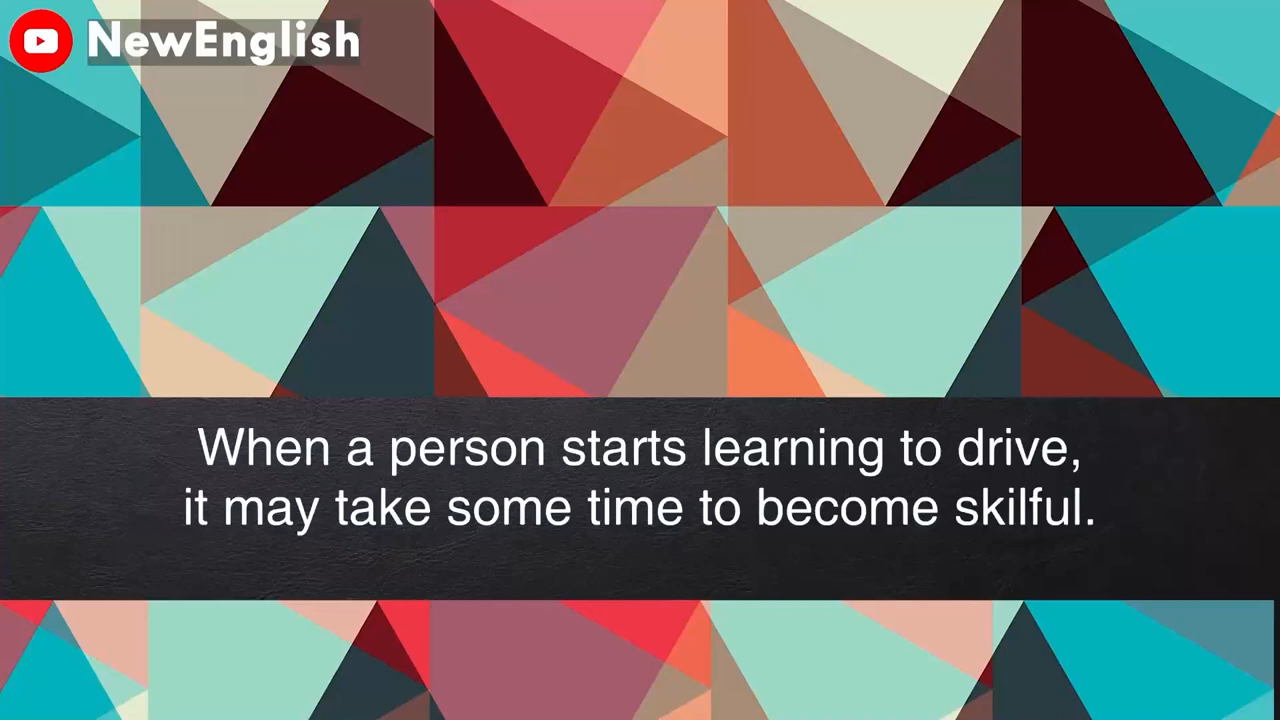 NewEnglish
When a person starts learning to drive,
it may take some time to become skilful.